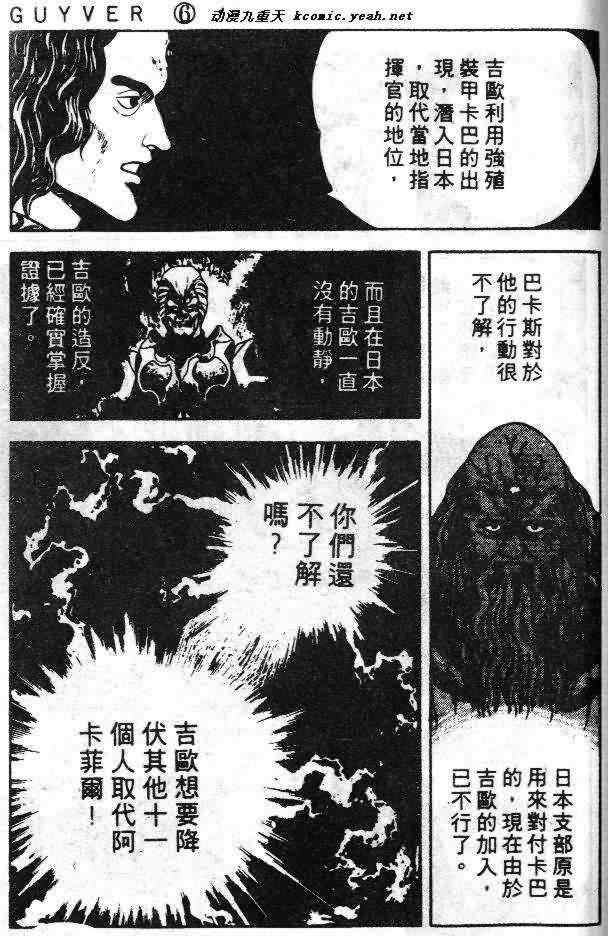 GUYVER ⑥ 动漫九重天 kcomic.yeah.net
吉歐利用強殖
裝甲卡巴的出
現，潛入日本
，取代當地指
揮官的地位，
巴卡斯對於
他的行動很
不了解，
而且在日本
的吉歐一直
沒有動靜，
吉歐的造反，
已經確實掌握
證據了。
日本支部原是
用來對付卡巴
的，現在由於
吉歐的加入，
已不行了。
你們還
不了解
嗎？
吉歐想要降
伏其他十一
個人取代阿
卡菲爾！